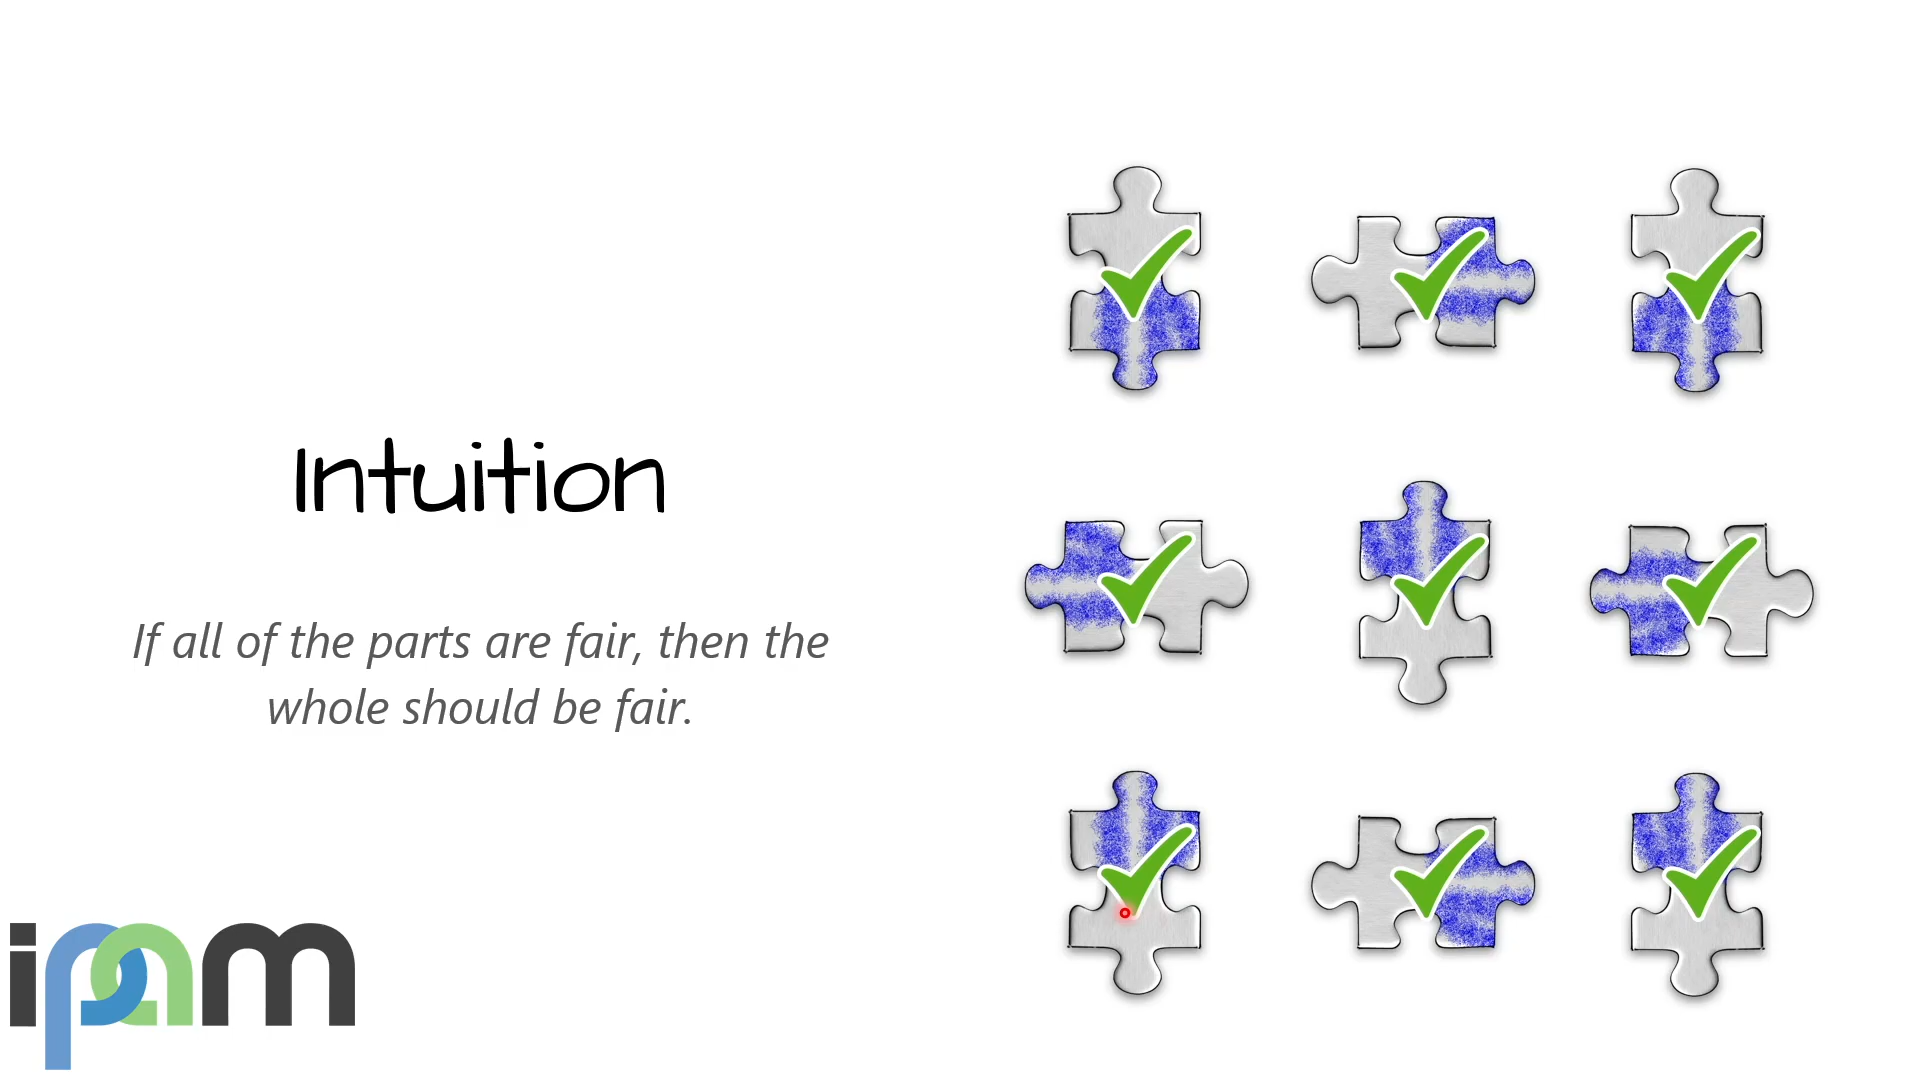 Intuition
If all of the parts are fair, then the
whole should be fair.
ipam